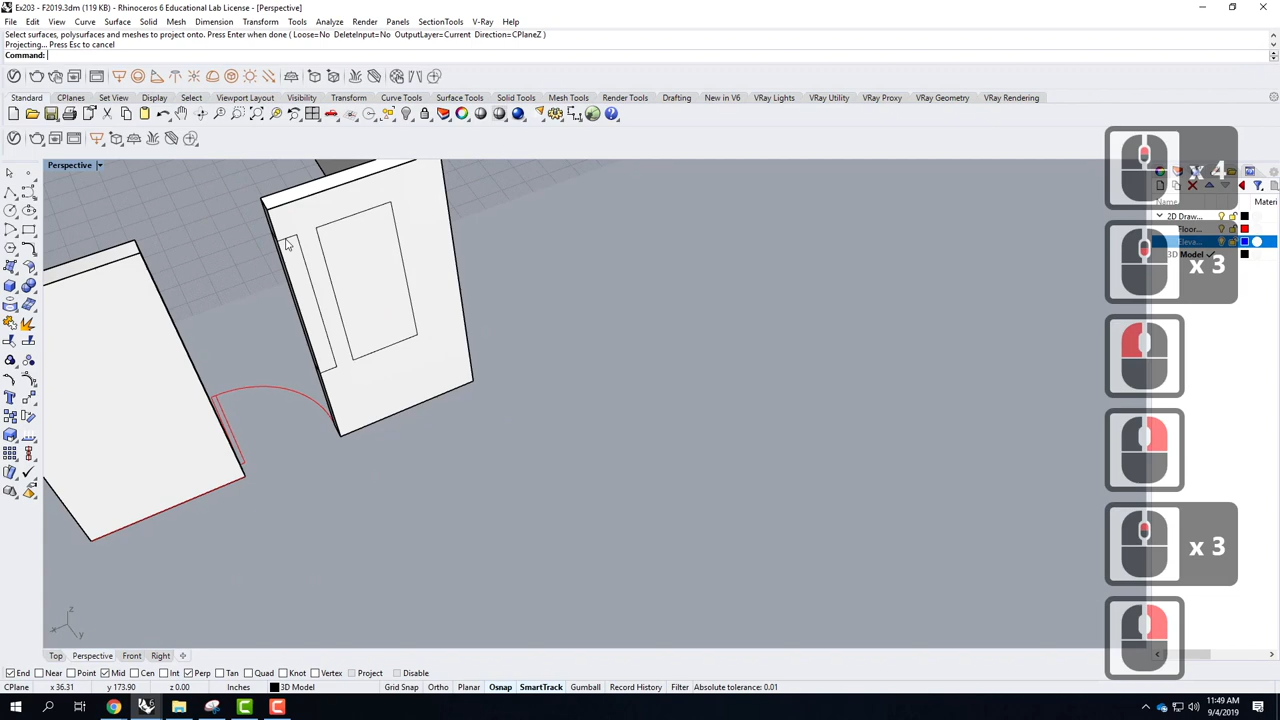 Ex203 - F2019.3dm (119 KB) - Rhinoceros 6 Educational Lab License - [Perspective]
File Edit View Curve Surface Solid Mesh Dimension Transform Tools Analyze Render Panels SectionTools V-Ray Help
Select surfaces, polysurfaces and meshes to project onto. Press Enter when done ( Loose=No DeleteInput=No OutputLayer=Current Direction=CPlaneZ )
Projecting... Press Esc to cancel
Command:
Standard CPlanes Set View Display Select Viewport Layout Visibility Transform Curve Tools Surface Tools Solid Tools Mesh Tools Render Tools Drafting New in V6 VRay Lights VRay Utility VRay Proxy VRay Geometry VRay Rendering
Perspective
x 4
Name Materi
2D Draw...
Floor...
Eleva...
3D Model
x 3
x 3
z
x y
Top Perspective Front Right
End Near Point Mid Cen Int Perp Tan Quad Knot Vertex Project Disable
CPlane x 36.31 y 173.90 z 0.00 Inches 3D Model Grid Snap Ortho Planar Osnap SmartTrack Gumball Record History Filter Absolute tolerance: 0.01
11:49 AM
9/4/2019